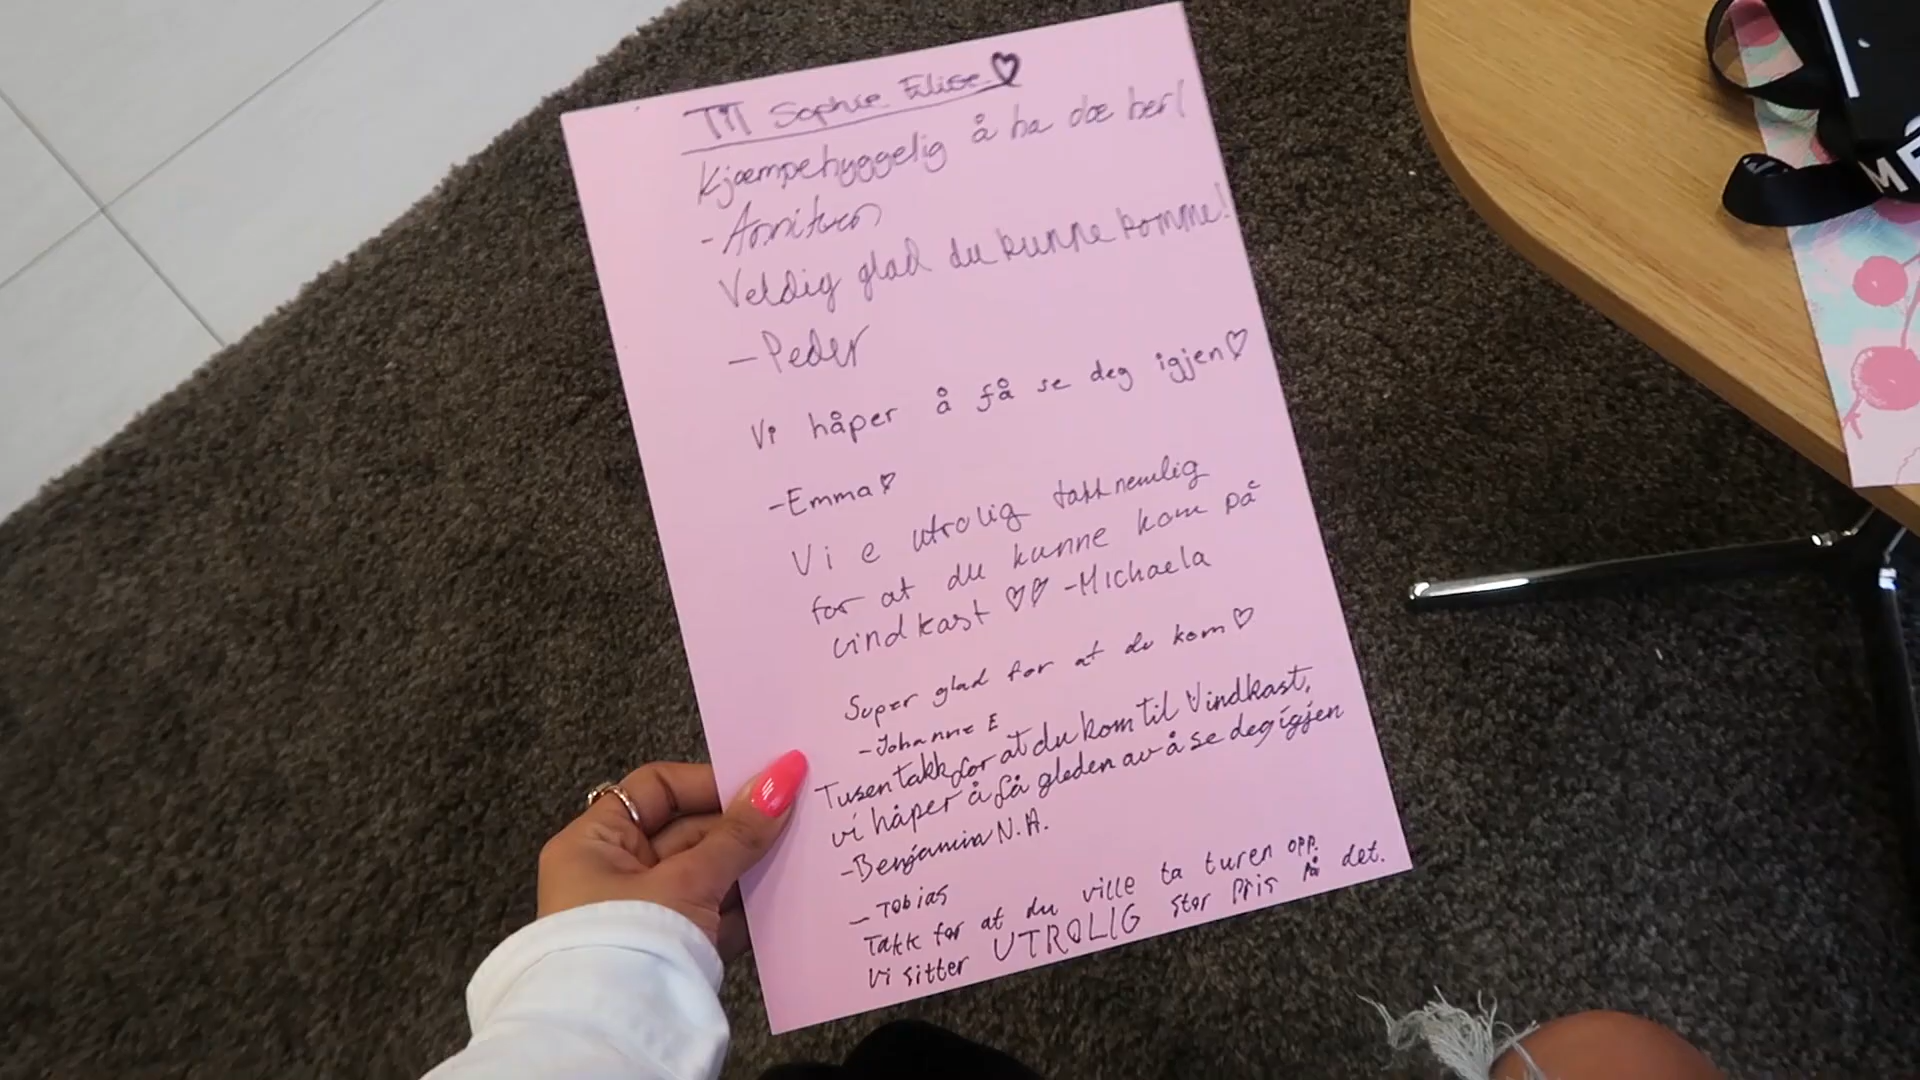 Til Sophie Elise♡
Kjæmpehyggelig å ha dæ her!
Veldig glad du kunne komme!
- Peder
Vi håper å få se deg igjen♡
- Emma♡
Vi e utrolig takknemlig
for at du kunne kom på
vindkast ♡♡ - Michaela
Super glad for at du kom♡
- Johanne E
Tusen takk for at du kom til Vindkast,
vi håper å få gleden av å se deg igjen
- Benjamin N.A.
- Tobias
Takk for at du ville ta turen opp.
Vi sitter UTROLIG stor pris på det.